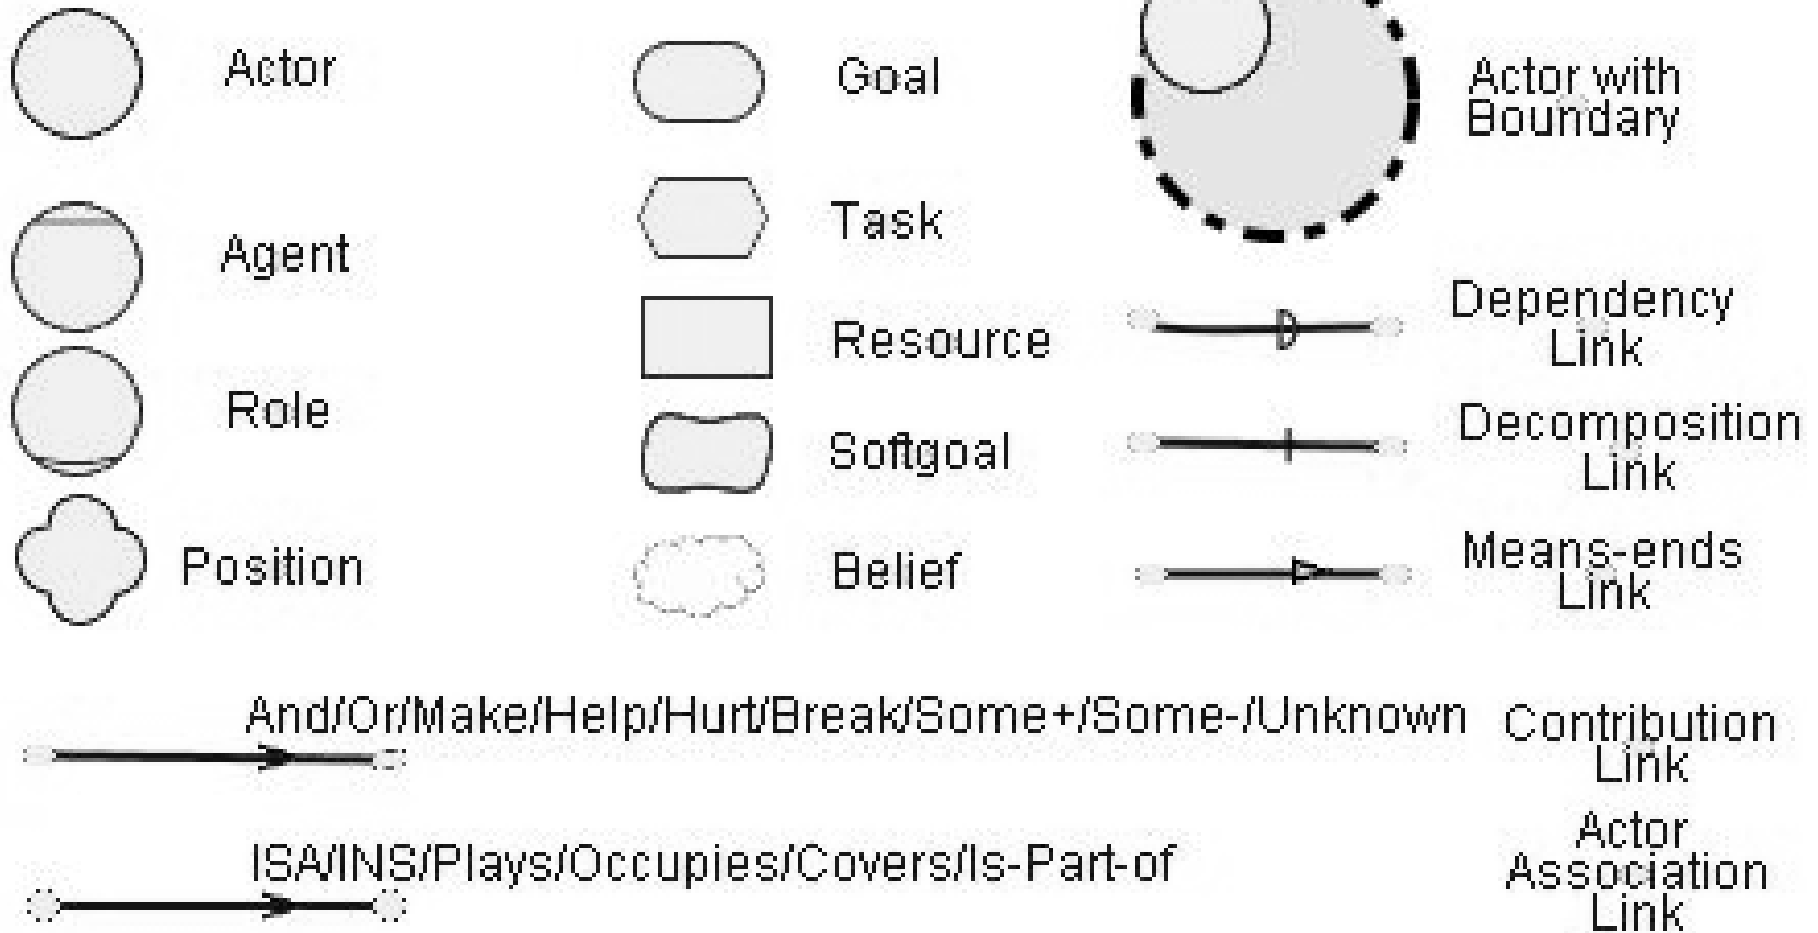 Actor
Goal
Actor with
Boundary
Agent
Task
Role
Resource
Dependency
Link
Softgoal
Decomposition
Link
Position
Belief
Means-ends
Link
And/Or/Make/Help/Hurt/Break/Some+/Some-/Unknown
Contribution
Link
ISA/INS/Plays/Occupies/Covers/Is-Part-of
Actor
Association
Link